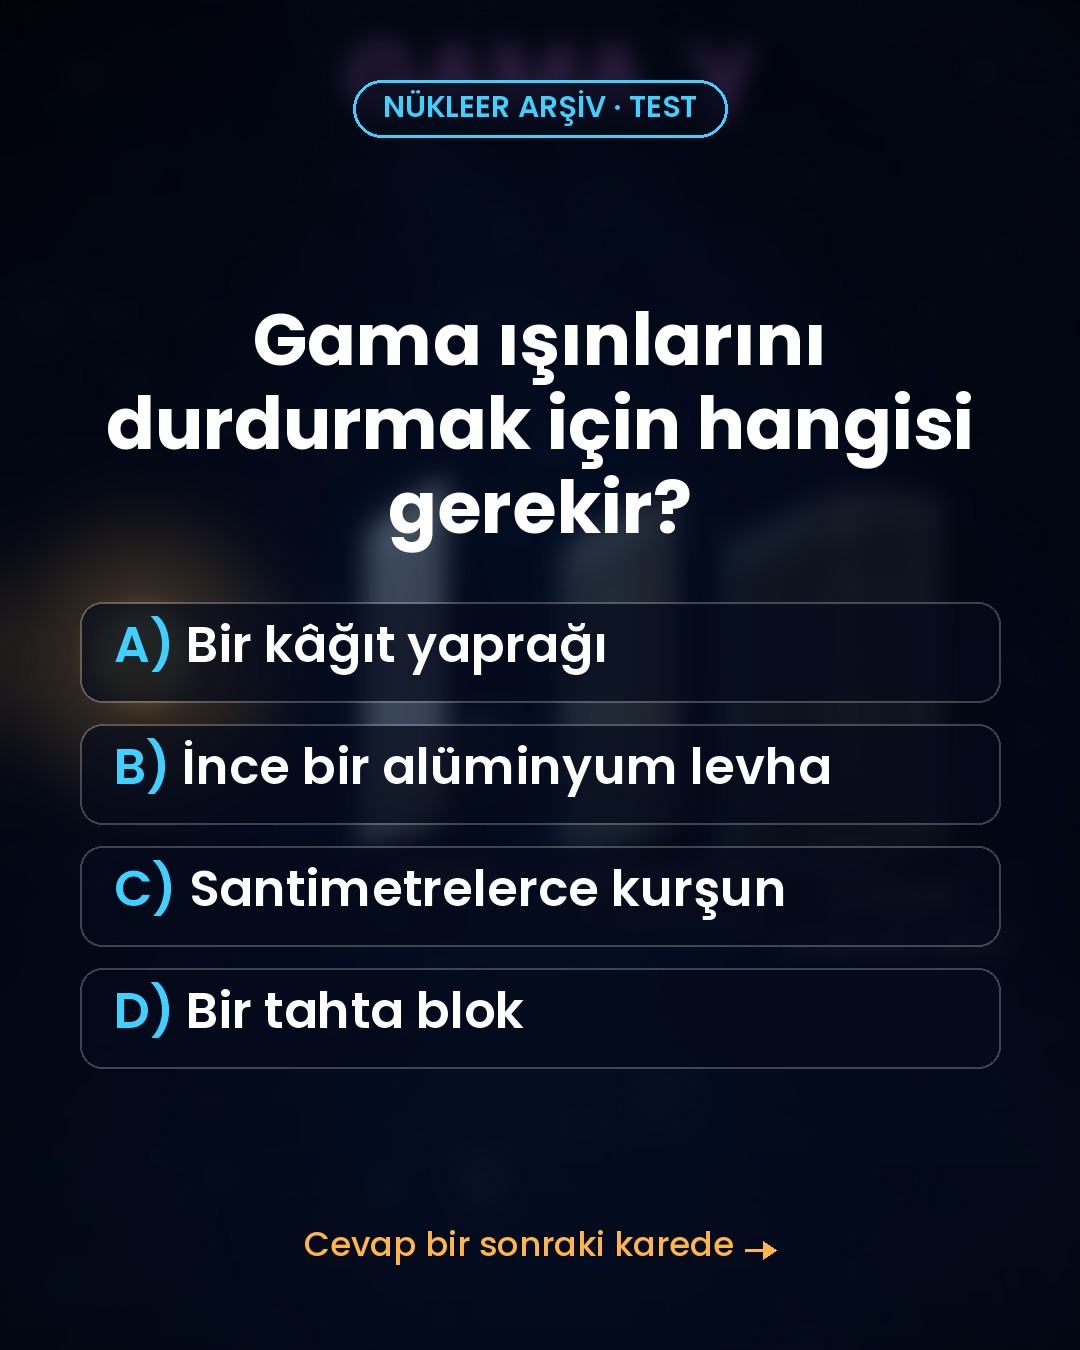 NÜKLEER ARŞİV · TEST
Gama ışınlarını
durdurmak için hangisi
gerekir?
A) Bir kâğıt yaprağı
B) İnce bir alüminyum levha
C) Santimetrelerce kurşun
D) Bir tahta blok
Cevap bir sonraki karede →